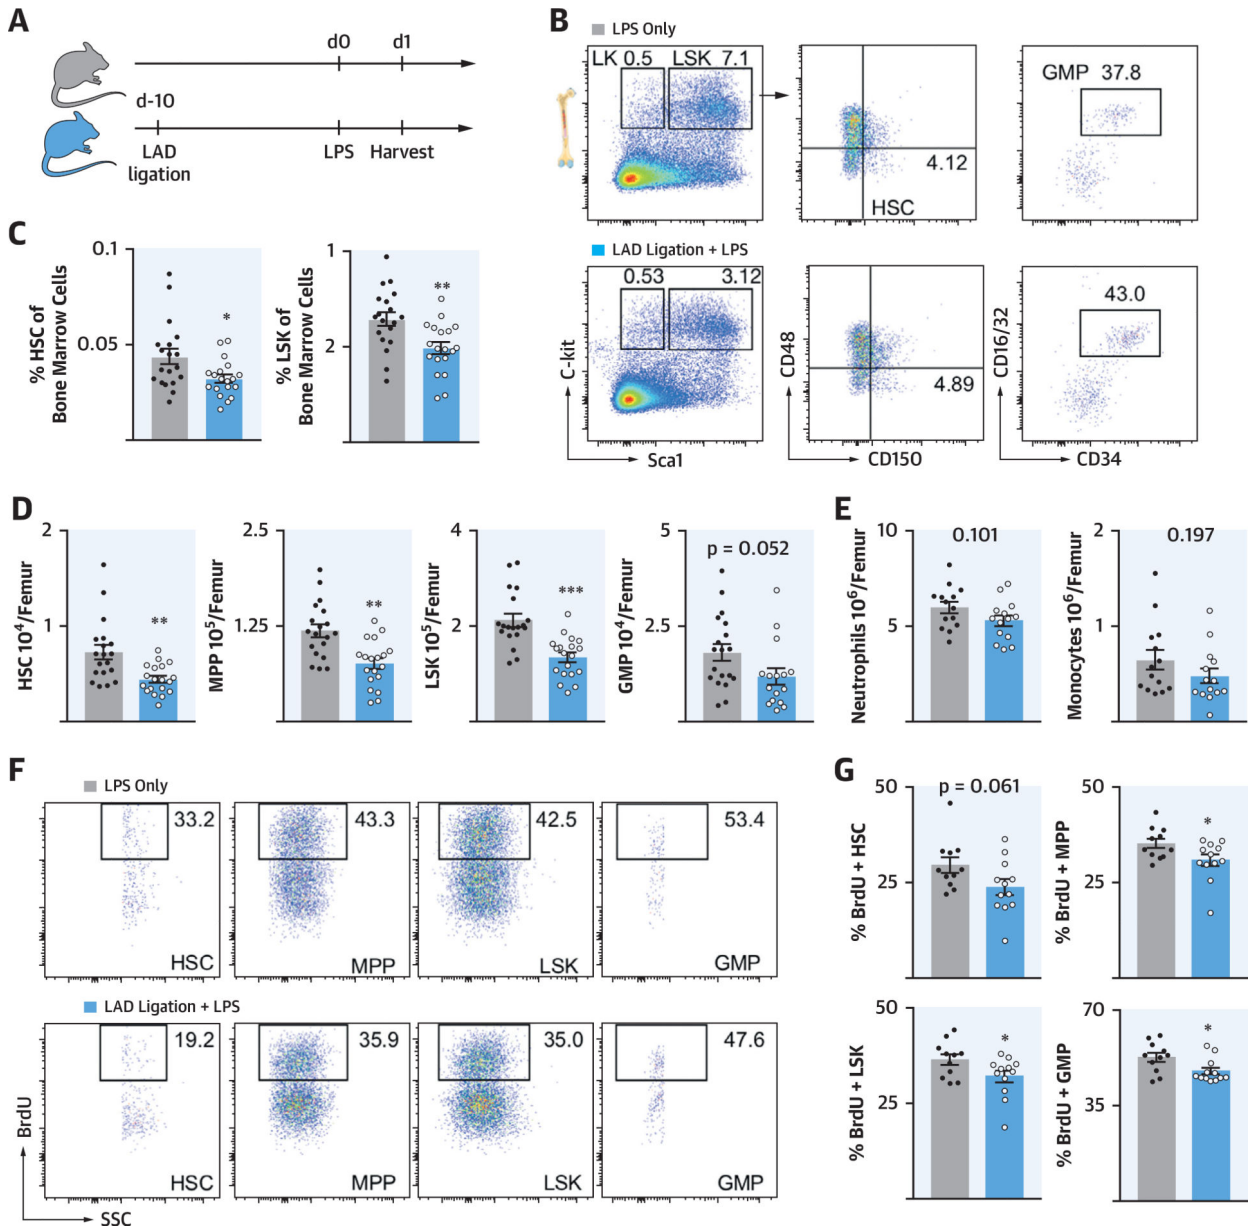 A
d0
d1
d-10
LAD
ligation
LPS
Harvest
B
LPS Only
LK 0.5
LSK 7.1
HSC
4.12
GMP 37.8
LAD Ligation + LPS
0.53
3.12
4.89
43.0
C-kit
Sca1
CD48
CD150
CD16/32
CD34
C
% HSC of
Bone Marrow Cells
0.1
0.05
*
% LSK of
Bone Marrow Cells
1
2
**
D
HSC 10⁴/Femur
2
1
**
MPP 10⁵/Femur
2.5
1.25
**
LSK 10⁵/Femur
4
2
***
GMP 10⁴/Femur
5
2.5
p = 0.052
E
Neutrophils 10⁶/Femur
10
5
0.101
Monocytes 10⁶/Femur
2
1
0.197
F
LPS Only
33.2
HSC
43.3
MPP
42.5
LSK
53.4
GMP
LAD Ligation + LPS
19.2
HSC
35.9
MPP
35.0
LSK
47.6
GMP
BrdU
SSC
G
% BrdU + HSC
50
25
p = 0.061
% BrdU + MPP
50
25
*
% BrdU + LSK
50
25
*
% BrdU + GMP
70
35
*